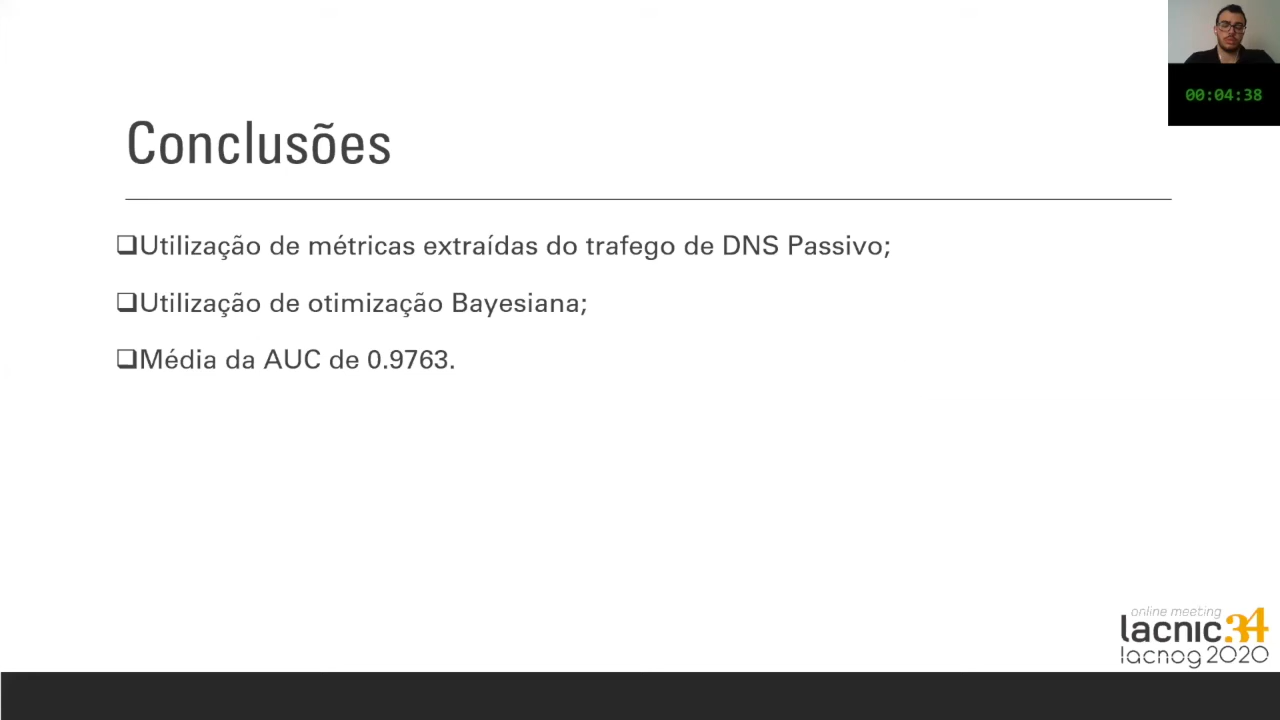 00:04:38
Conclusões
❑Utilização de métricas extraídas do trafego de DNS Passivo;
❑Utilização de otimização Bayesiana;
❑Média da AUC de 0.9763.
online meeting
lacnic34
lacnog 2020